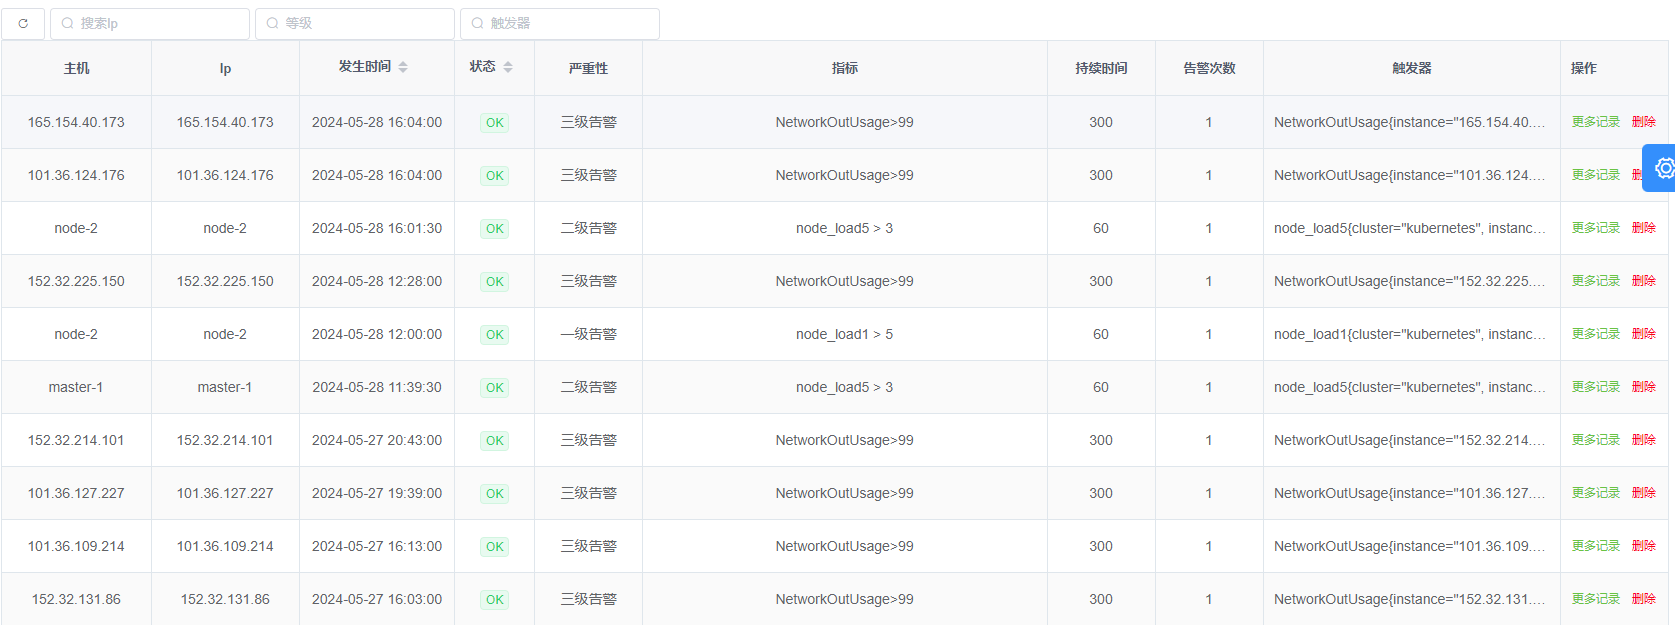 搜索Ip 等级 触发器
主机 Ip 发生时间 状态 严重性 指标 持续时间 告警次数 触发器 操作
165.154.40.173 165.154.40.173 2024-05-28 16:04:00 OK 三级告警 NetworkOutUsage>99 300 1 NetworkOutUsage{instance="165.154.40.... 更多记录 删除
101.36.124.176 101.36.124.176 2024-05-28 16:04:00 OK 三级告警 NetworkOutUsage>99 300 1 NetworkOutUsage{instance="101.36.124.... 更多记录 删
node-2 node-2 2024-05-28 16:01:30 OK 二级告警 node_load5 > 3 60 1 node_load5{cluster="kubernetes", instanc... 更多记录 删除
152.32.225.150 152.32.225.150 2024-05-28 12:28:00 OK 三级告警 NetworkOutUsage>99 300 1 NetworkOutUsage{instance="152.32.225.... 更多记录 删除
node-2 node-2 2024-05-28 12:00:00 OK 一级告警 node_load1 > 5 60 1 node_load1{cluster="kubernetes", instanc... 更多记录 删除
master-1 master-1 2024-05-28 11:39:30 OK 二级告警 node_load5 > 3 60 1 node_load5{cluster="kubernetes", instanc... 更多记录 删除
152.32.214.101 152.32.214.101 2024-05-27 20:43:00 OK 三级告警 NetworkOutUsage>99 300 1 NetworkOutUsage{instance="152.32.214.... 更多记录 删除
101.36.127.227 101.36.127.227 2024-05-27 19:39:00 OK 三级告警 NetworkOutUsage>99 300 1 NetworkOutUsage{instance="101.36.127.... 更多记录 删除
101.36.109.214 101.36.109.214 2024-05-27 16:13:00 OK 三级告警 NetworkOutUsage>99 300 1 NetworkOutUsage{instance="101.36.109.... 更多记录 删除
152.32.131.86 152.32.131.86 2024-05-27 16:03:00 OK 三级告警 NetworkOutUsage>99 300 1 NetworkOutUsage{instance="152.32.131.... 更多记录 删除